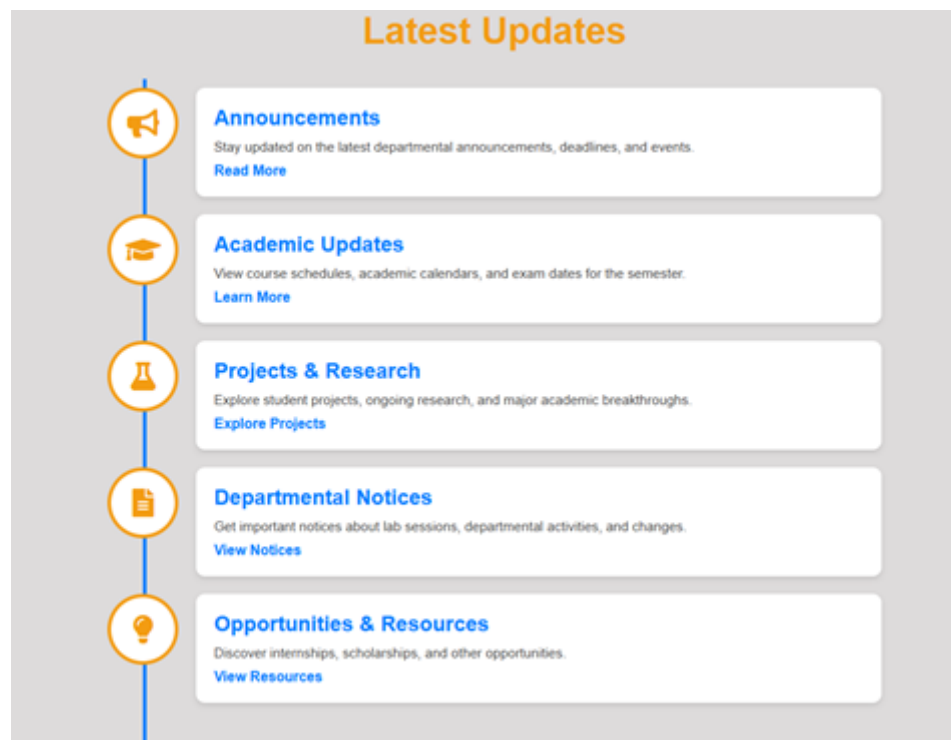 Latest Updates
Announcements
Stay updated on the latest departmental announcements, deadlines, and events.
Read More
Academic Updates
View course schedules, academic calendars, and exam dates for the semester.
Learn More
Projects & Research
Explore student projects, ongoing research, and major academic breakthroughs.
Explore Projects
Departmental Notices
Get important notices about lab sessions, departmental activities, and changes.
View Notices
Opportunities & Resources
Discover internships, scholarships, and other opportunities.
View Resources